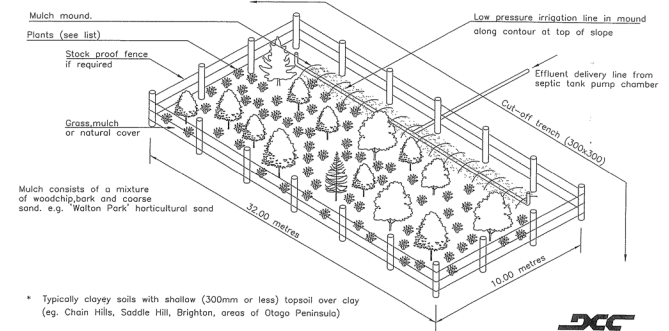 Mulch mound.
Plants (see list)
Stock proof fence
if required
Grass,mulch
or natural cover
Low pressure irrigation line in mound
along contour at top of slope
Effluent delivery line from
septic tank pump chamber
Cut-off trench (300x300)
Mulch consists of a mixture
of woodchip,bark and coarse
sand. e.g. 'Walton Park' horticultural sand
32.00 metres
10.00 metres
* Typically clayey soils with shallow (300mm or less) topsoil over clay
(eg. Chain Hills, Saddle Hill, Brighton, areas of Otago Peninsula)
DCC